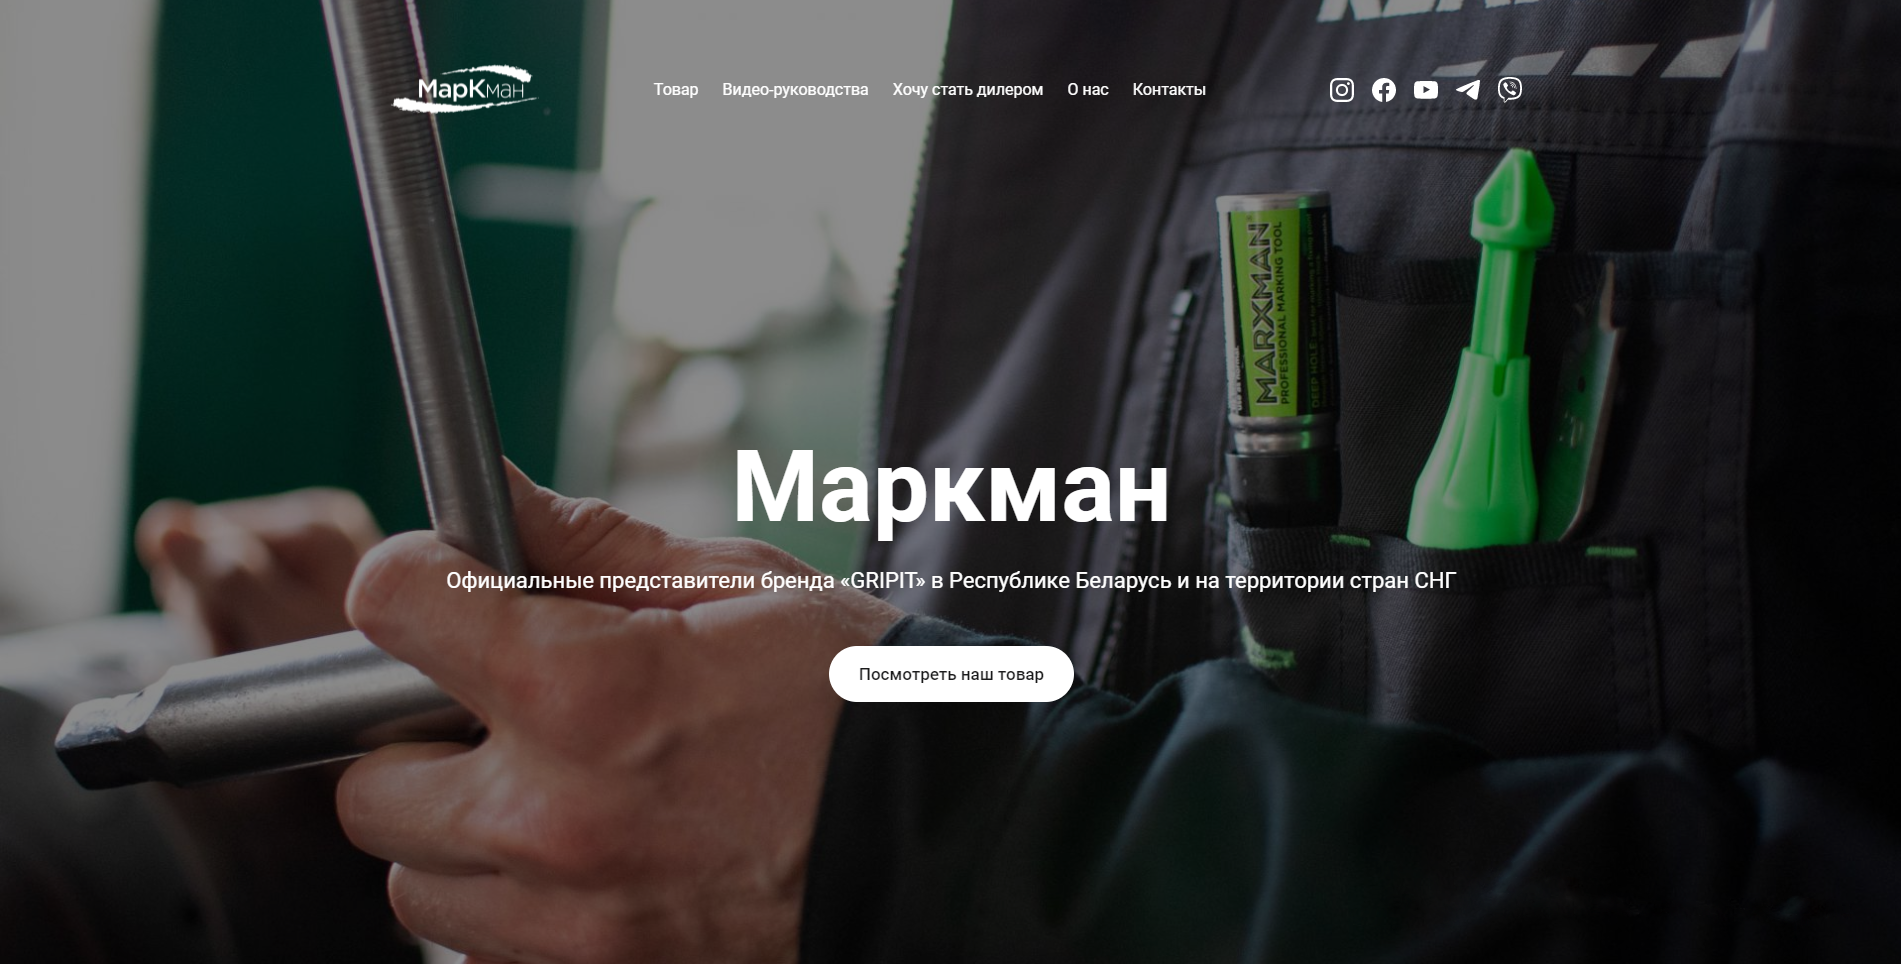 МарКман
Товар Видео-руководства Хочу стать дилером О нас Контакты
MARXMAN
PROFESSIONAL MARKING TOOL
DEEP HOLE
Маркман
Официальные представители бренда «GRIPIT» в Республике Беларусь и на территории стран СНГ
Посмотреть наш товар